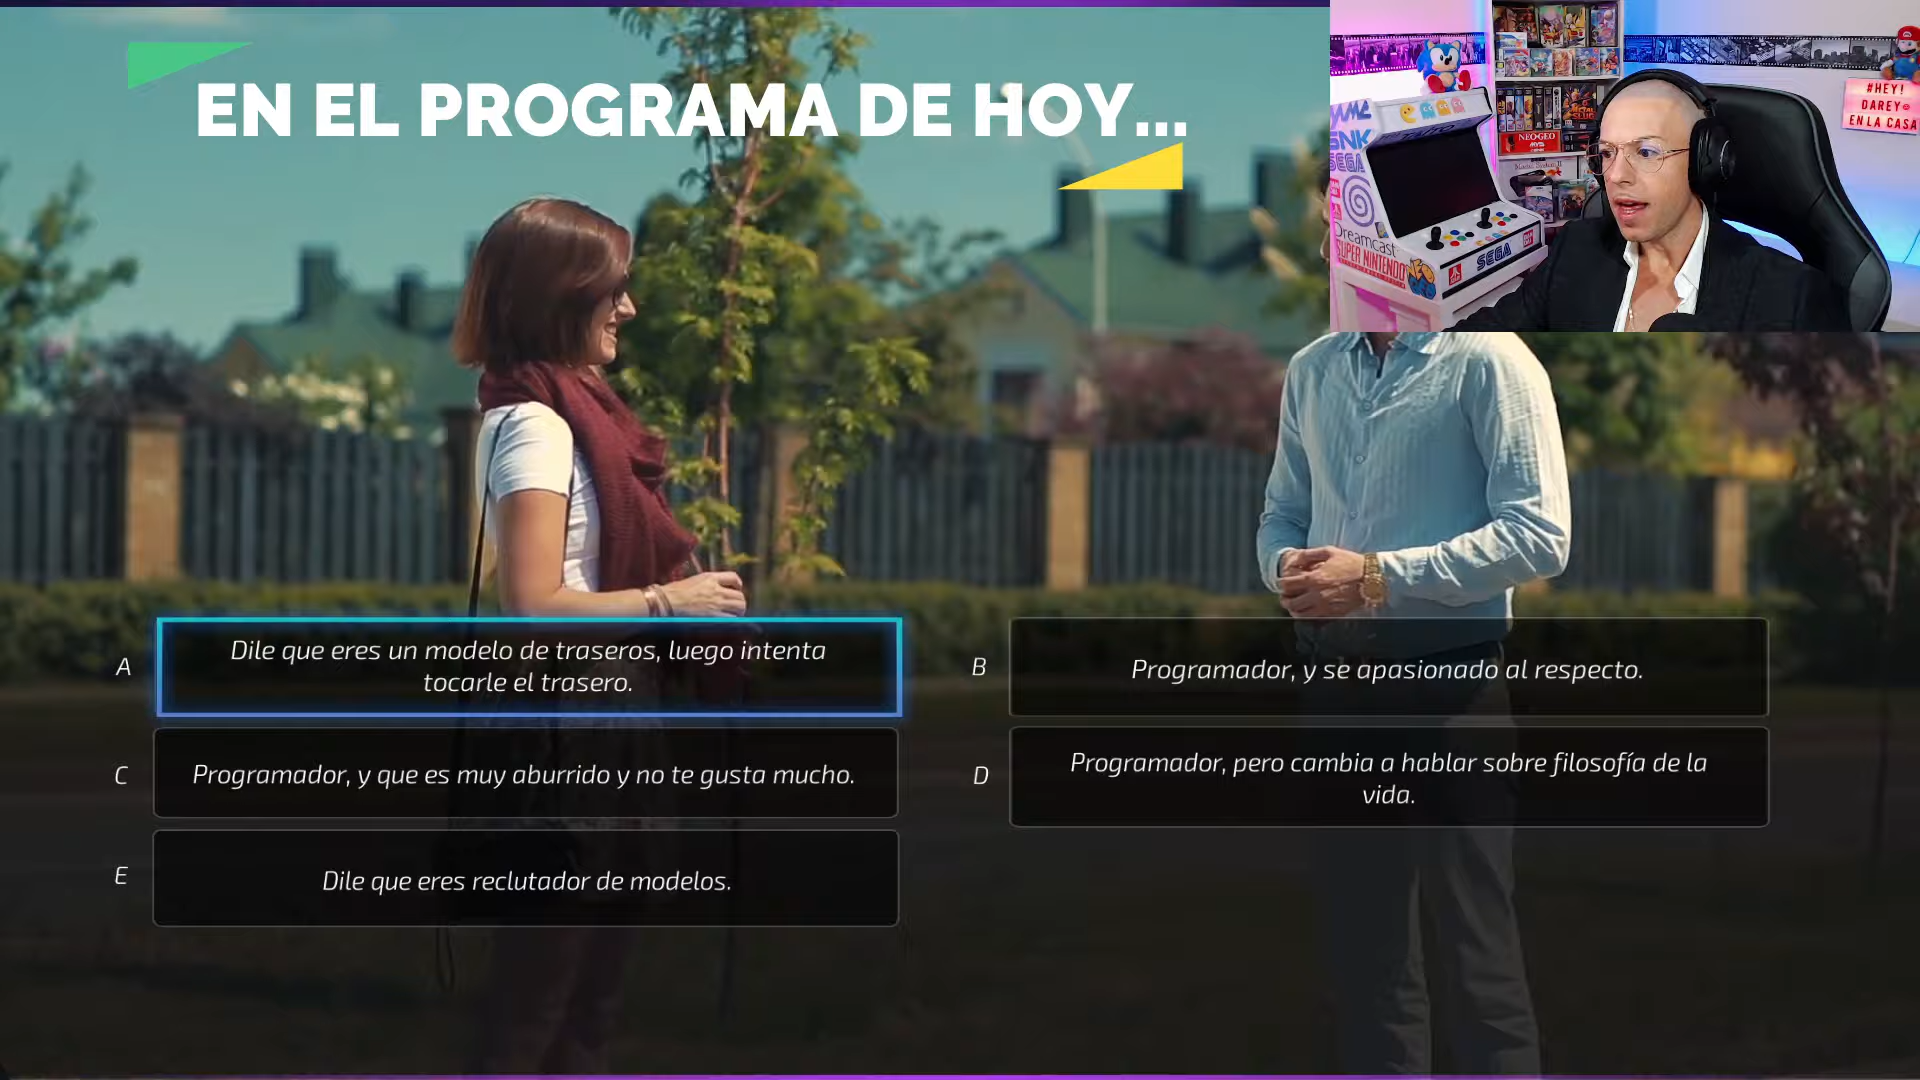 EN EL PROGRAMA DE HOY...
#HEY!
DAREY
EN LA CASA
SNK
SEGA
NEO-GEO
Dreamcast
SUPER NINTENDO
SEGA
A
Dile que eres un modelo de traseros, luego intenta
tocarle el trasero.
B
Programador, y se apasionado al respecto.
C
Programador, y que es muy aburrido y no te gusta mucho.
D
Programador, pero cambia a hablar sobre filosofía de la
vida.
E
Dile que eres reclutador de modelos.